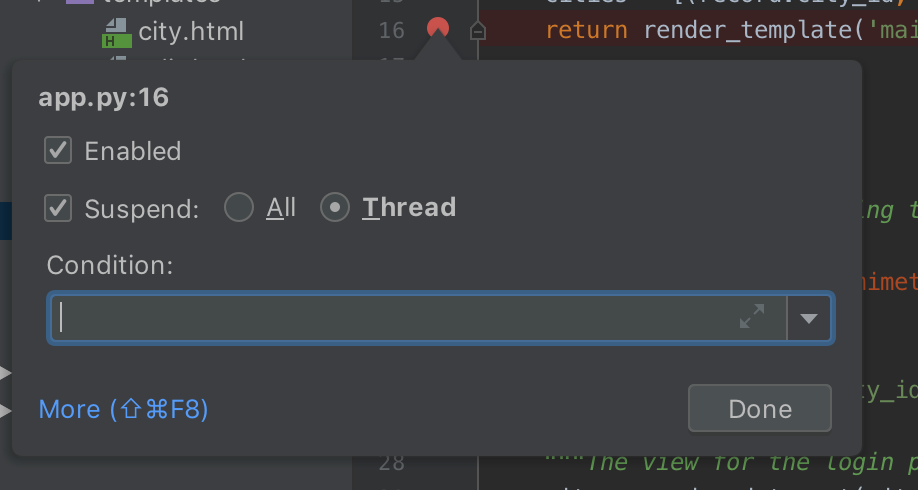 templates
city.html
16 return render_template('mai
app.py:16
Enabled
Suspend: All Thread
ing t
Condition:
ty_id
More (⇧⌘F8)
Done
28 """The view for the login p